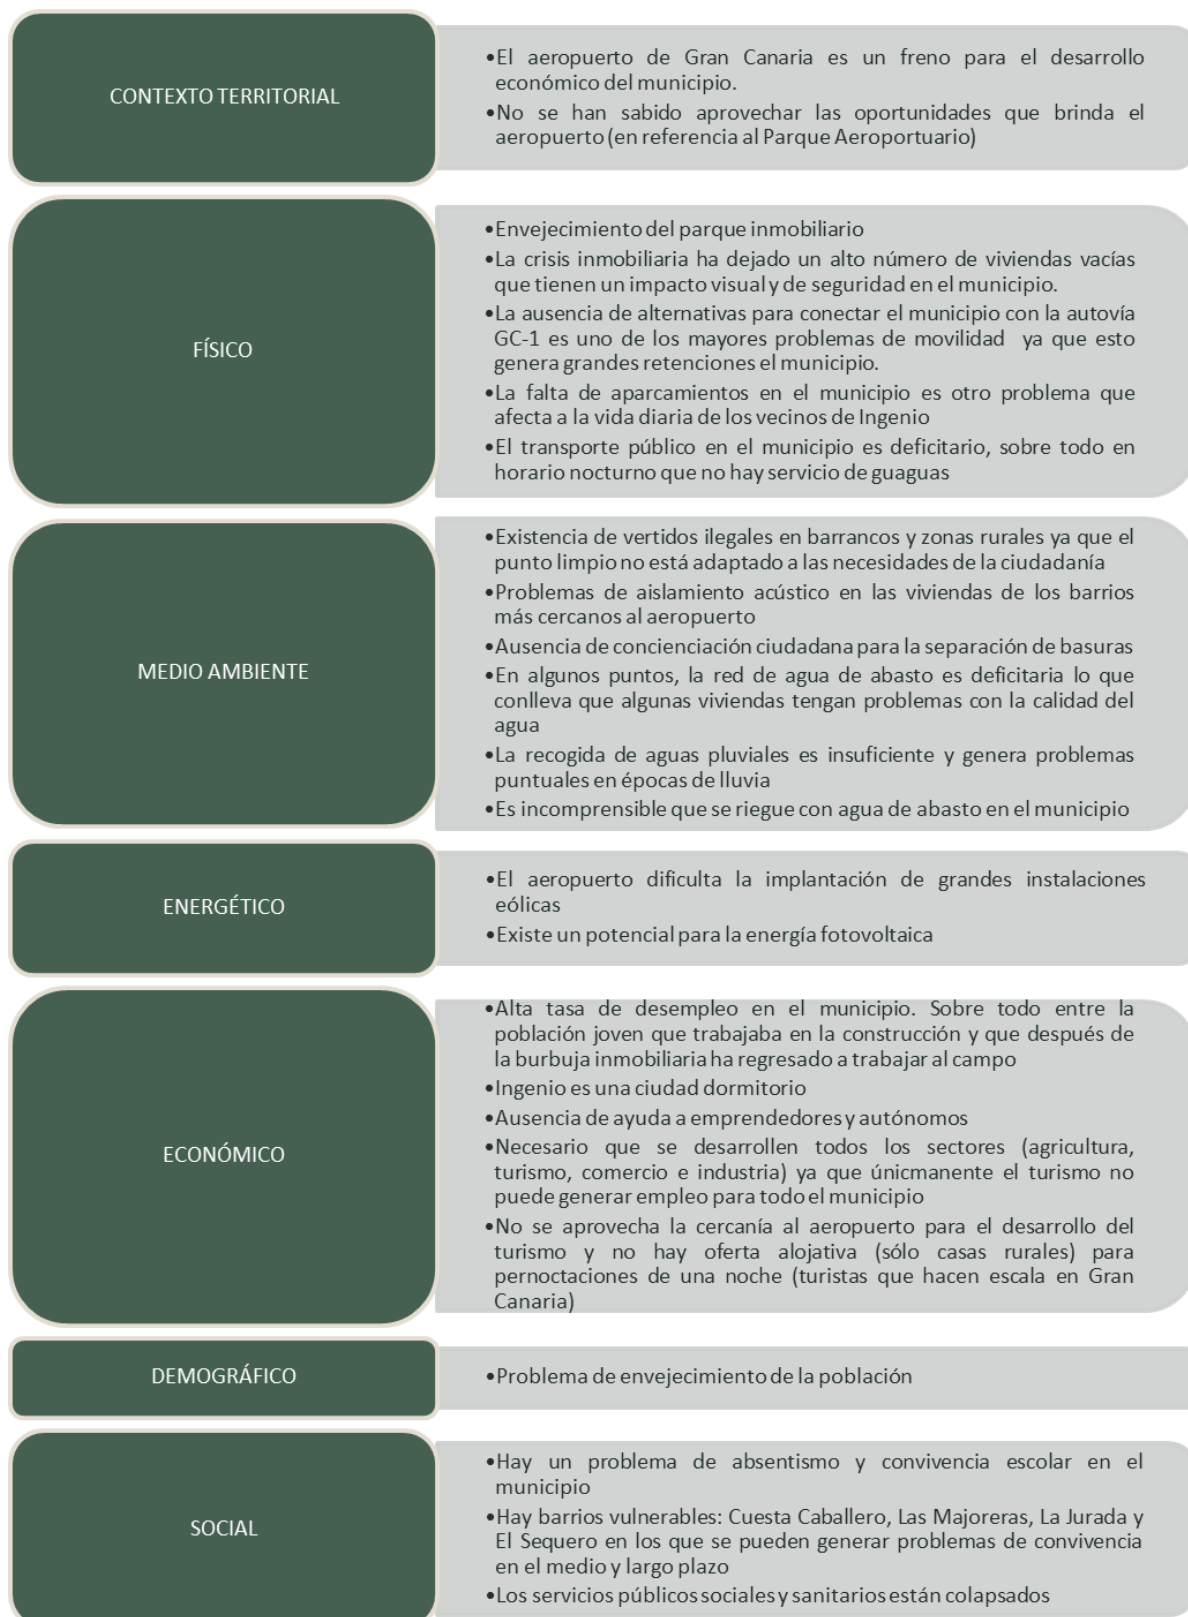 CONTEXTO TERRITORIAL
•El aeropuerto de Gran Canaria es un freno para el desarrollo
económico del municipio.
•No se han sabido aprovechar las oportunidades que brinda el
aeropuerto (en referencia al Parque Aeroportuario)
FÍSICO
•Envejecimiento del parque inmobiliario
•La crisis inmobiliaria ha dejado un alto número de viviendas vacías
que tienen un impacto visual y de seguridad en el municipio.
•La ausencia de alternativas para conectar el municipio con la autovía
GC-1 es uno de los mayores problemas de movilidad ya que esto
genera grandes retenciones el municipio.
•La falta de aparcamientos en el municipio es otro problema que
afecta a la vida diaria de los vecinos de Ingenio
•El transporte público en el municipio es deficitario, sobre todo en
horario nocturno que no hay servicio de guaguas
MEDIO AMBIENTE
•Existencia de vertidos ilegales en barrancos y zonas rurales ya que el
punto limpio no está adaptado a las necesidades de la ciudadanía
•Problemas de aislamiento acústico en las viviendas de los barrios
más cercanos al aeropuerto
•Ausencia de concienciación ciudadana para la separación de basuras
•En algunos puntos, la red de agua de abasto es deficitaria lo que
conlleva que algunas viviendas tengan problemas con la calidad del
agua
•La recogida de aguas pluviales es insuficiente y genera problemas
puntuales en épocas de lluvia
•Es incomprensible que se riegue con agua de abasto en el municipio
ENERGÉTICO
•El aeropuerto dificulta la implantación de grandes instalaciones
eólicas
•Existe un potencial para la energía fotovoltaica
ECONÓMICO
•Alta tasa de desempleo en el municipio. Sobre todo entre la
población joven que trabajaba en la construcción y que después de
la burbuja inmobiliaria ha regresado a trabajar al campo
•Ingenio es una ciudad dormitorio
•Ausencia de ayuda a emprendedores y autónomos
•Necesario que se desarrollen todos los sectores (agricultura,
turismo, comercio e industria) ya que únicmanente el turismo no
puede generar empleo para todo el municipio
•No se aprovecha la cercanía al aeropuerto para el desarrollo del
turismo y no hay oferta alojativa (sólo casas rurales) para
pernoctaciones de una noche (turistas que hacen escala en Gran
Canaria)
DEMOGRÁFICO
•Problema de envejecimiento de la población
SOCIAL
•Hay un problema de absentismo y convivencia escolar en el
municipio
•Hay barrios vulnerables: Cuesta Caballero, Las Majoreras, La Jurada y
El Sequero en los que se pueden generar problemas de convivencia
en el medio y largo plazo
•Los servicios públicos sociales y sanitarios están colapsados